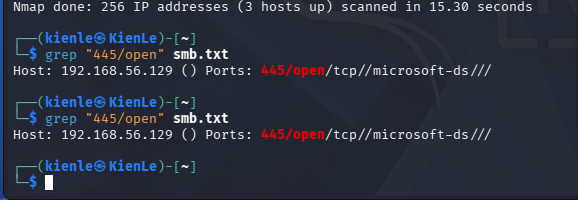 Nmap done: 256 IP addresses (3 hosts up) scanned in 15.30 seconds
┌──(kienle㉿KienLe)-[~]
└─$ grep "445/open" smb.txt
Host: 192.168.56.129 () Ports: 445/open/tcp//microsoft-ds///
┌──(kienle㉿KienLe)-[~]
└─$ grep "445/open" smb.txt
Host: 192.168.56.129 () Ports: 445/open/tcp//microsoft-ds///
┌──(kienle㉿KienLe)-[~]
└─$